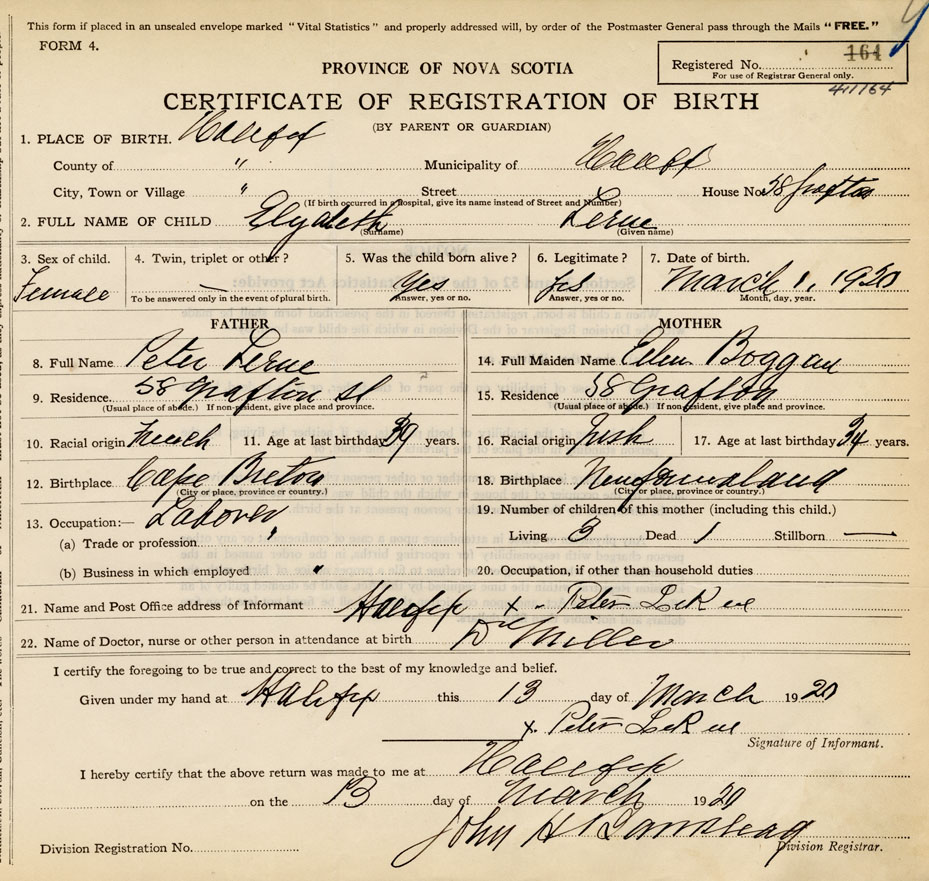 This form if placed in an unsealed envelope marked "Vital Statistics" and properly addressed will, by order of the Postmaster General pass through the Mails "FREE."
FORM 4.
Registered No. 164
For use of Registrar General only.
411164
PROVINCE OF NOVA SCOTIA
CERTIFICATE OF REGISTRATION OF BIRTH
(BY PARENT OR GUARDIAN)
1. PLACE OF BIRTH. Halifax
County of " Municipality of Halifax
City, Town or Village " Street House No. 58 Grafton
(If birth occurred in a hospital, give its name instead of Street and Number)
2. FULL NAME OF CHILD Elizabeth Lerue
(Surname) (Given name)
3. Sex of child. 4. Twin, triplet or other? 5. Was the child born alive? 6. Legitimate? 7. Date of birth.
Female — Yes Yes March 1, 1920
To be answered only in the event of plural birth. Answer, yes or no. Answer, yes or no. Month, day, year.
FATHER MOTHER
8. Full Name Peter Lerue 14. Full Maiden Name Ellen Boggan
9. Residence. 58 Grafton St 15. Residence 58 Grafton
(Usual place of abode.) If non-resident, give place and province. (Usual place of abode.) If non-resident, give place and province.
10. Racial origin French 11. Age at last birthday 39 years. 16. Racial origin Irish 17. Age at last birthday 34 years.
12. Birthplace Cape Breton 18. Birthplace Newfoundland
(City or place, province or country.) (City or place, province or country.)
13. Occupation:— Laborer 19. Number of children of this mother (including this child.)
(a) Trade or profession " Living 3 Dead 1 Stillborn —
(b) Business in which employed " 20. Occupation, if other than household duties
21. Name and Post Office address of Informant Halifax x - Peter LeRue
22. Name of Doctor, nurse or other person in attendance at birth Dr Miller
I certify the foregoing to be true and correct to the best of my knowledge and belief.
Given under my hand at Halifax this 13 day of March 1920
x. Peter LeRue
Signature of Informant.
I hereby certify that the above return was made to me at Halifax
on the 13 day of March 1920
John H
Division Registration No. Division Registrar.